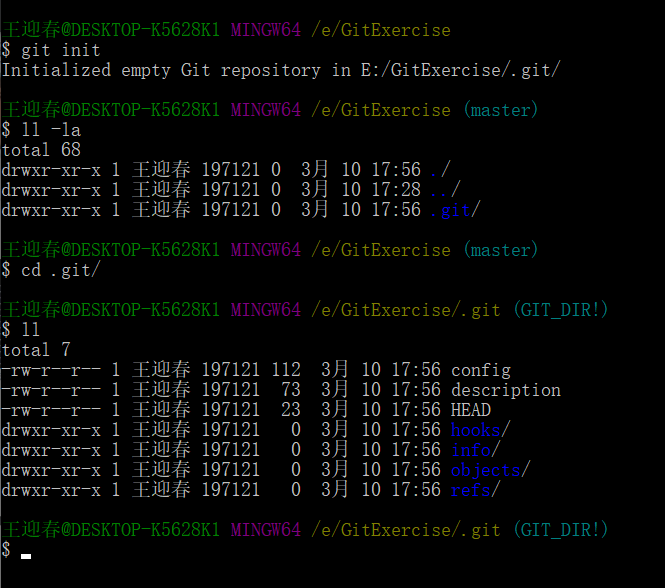 王迎春@DESKTOP-K5628K1 MINGW64 /e/GitExercise
$ git init
Initialized empty Git repository in E:/GitExercise/.git/
王迎春@DESKTOP-K5628K1 MINGW64 /e/GitExercise (master)
$ ll -la
total 68
drwxr-xr-x 1 王迎春 197121 0  3月 10 17:56 ./
drwxr-xr-x 1 王迎春 197121 0  3月 10 17:28 ../
drwxr-xr-x 1 王迎春 197121 0  3月 10 17:56 .git/
王迎春@DESKTOP-K5628K1 MINGW64 /e/GitExercise (master)
$ cd .git/
王迎春@DESKTOP-K5628K1 MINGW64 /e/GitExercise/.git (GIT_DIR!)
$ ll
total 7
-rw-r--r-- 1 王迎春 197121 112  3月 10 17:56 config
-rw-r--r-- 1 王迎春 197121  73  3月 10 17:56 description
-rw-r--r-- 1 王迎春 197121  23  3月 10 17:56 HEAD
drwxr-xr-x 1 王迎春 197121   0  3月 10 17:56 hooks/
drwxr-xr-x 1 王迎春 197121   0  3月 10 17:56 info/
drwxr-xr-x 1 王迎春 197121   0  3月 10 17:56 objects/
drwxr-xr-x 1 王迎春 197121   0  3月 10 17:56 refs/
王迎春@DESKTOP-K5628K1 MINGW64 /e/GitExercise/.git (GIT_DIR!)
$